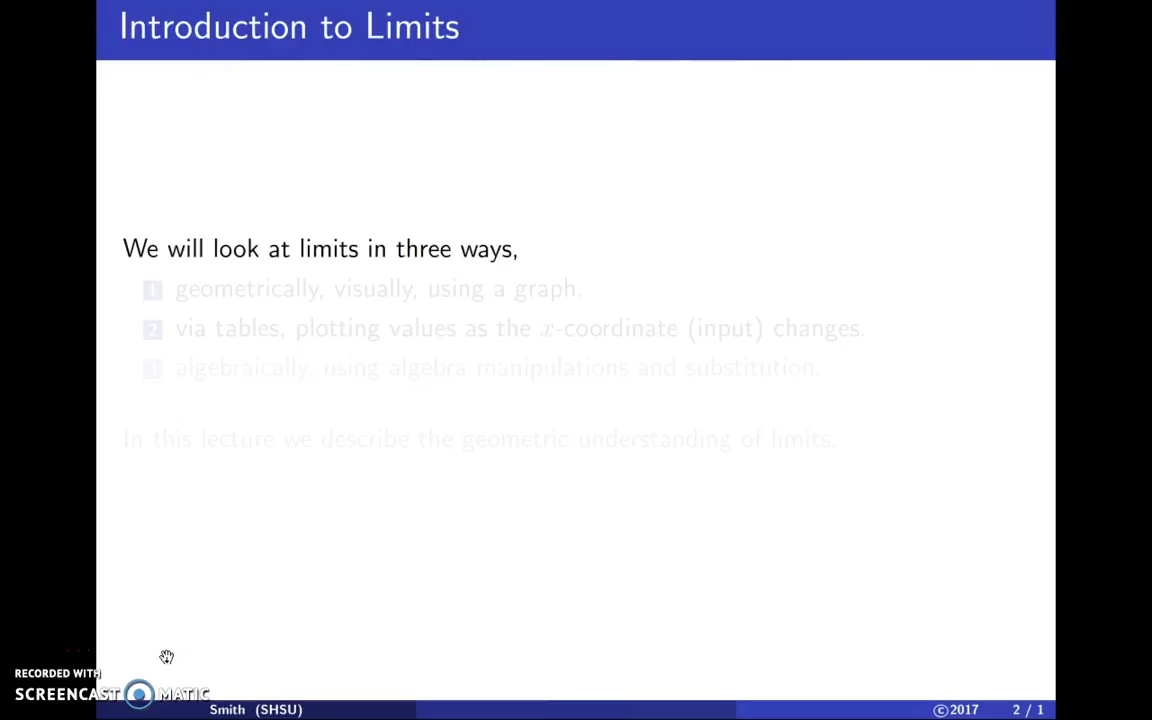 Introduction to Limits
We will look at limits in three ways,
1 geometrically, visually, using a graph.
2 via tables, plotting values as the x-coordinate (input) changes.
3 algebraically, using algebra manipulations and substitution.
In this lecture we describe the geometric understanding of limits.
RECORDED WITH
SCREENCAST MATIC
Smith (SHSU) ©2017 2 / 1